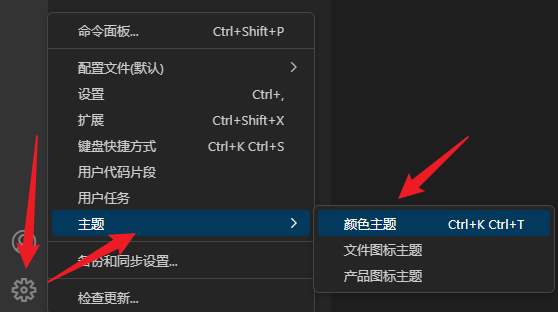 命令面板... Ctrl+Shift+P
配置文件(默认)
设置 Ctrl+,
扩展 Ctrl+Shift+X
键盘快捷方式 Ctrl+K Ctrl+S
用户代码片段
用户任务
主题
颜色主题 Ctrl+K Ctrl+T
文件图标主题
产品图标主题
备份和同步设置...
检查更新...